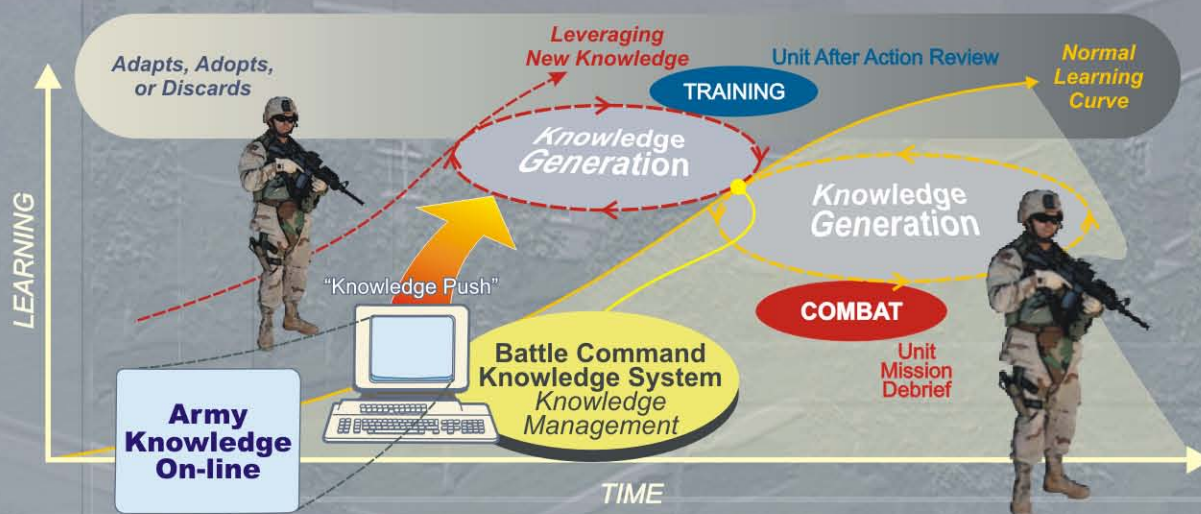 Adapts, Adopts,
or Discards
Leveraging
New Knowledge
TRAINING
Unit After Action Review
Normal
Learning
Curve
Knowledge
Generation
Knowledge
Generation
LEARNING
“Knowledge Push”
COMBAT
Unit
Mission
Debrief
Battle Command
Knowledge System
Knowledge
Management
Army
Knowledge
On-line
TIME